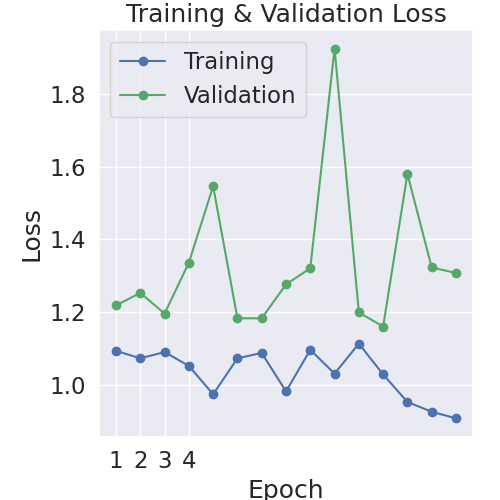 Training & Validation Loss
Training
Validation
Loss
1.8
1.6
1.4
1.2
1.0
1 2 3 4
Epoch